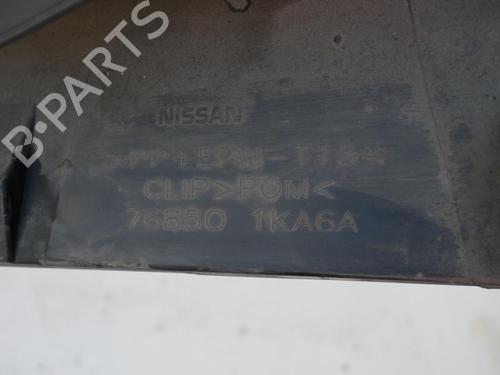 NISSAN
>PP+EPM-T15<
CLIP>POM<
76850 1KA6A
B-PARTS